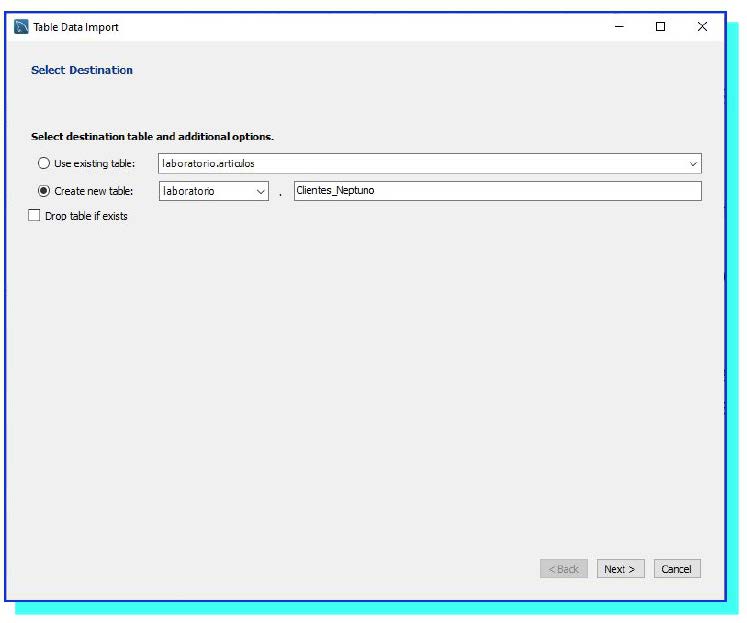 Table Data Import
Select Destination
Select destination table and additional options.
Use existing table: laboratorio.articulos
Create new table: laboratorio . Clientes_Neptuno
Drop table if exists
< Back Next > Cancel